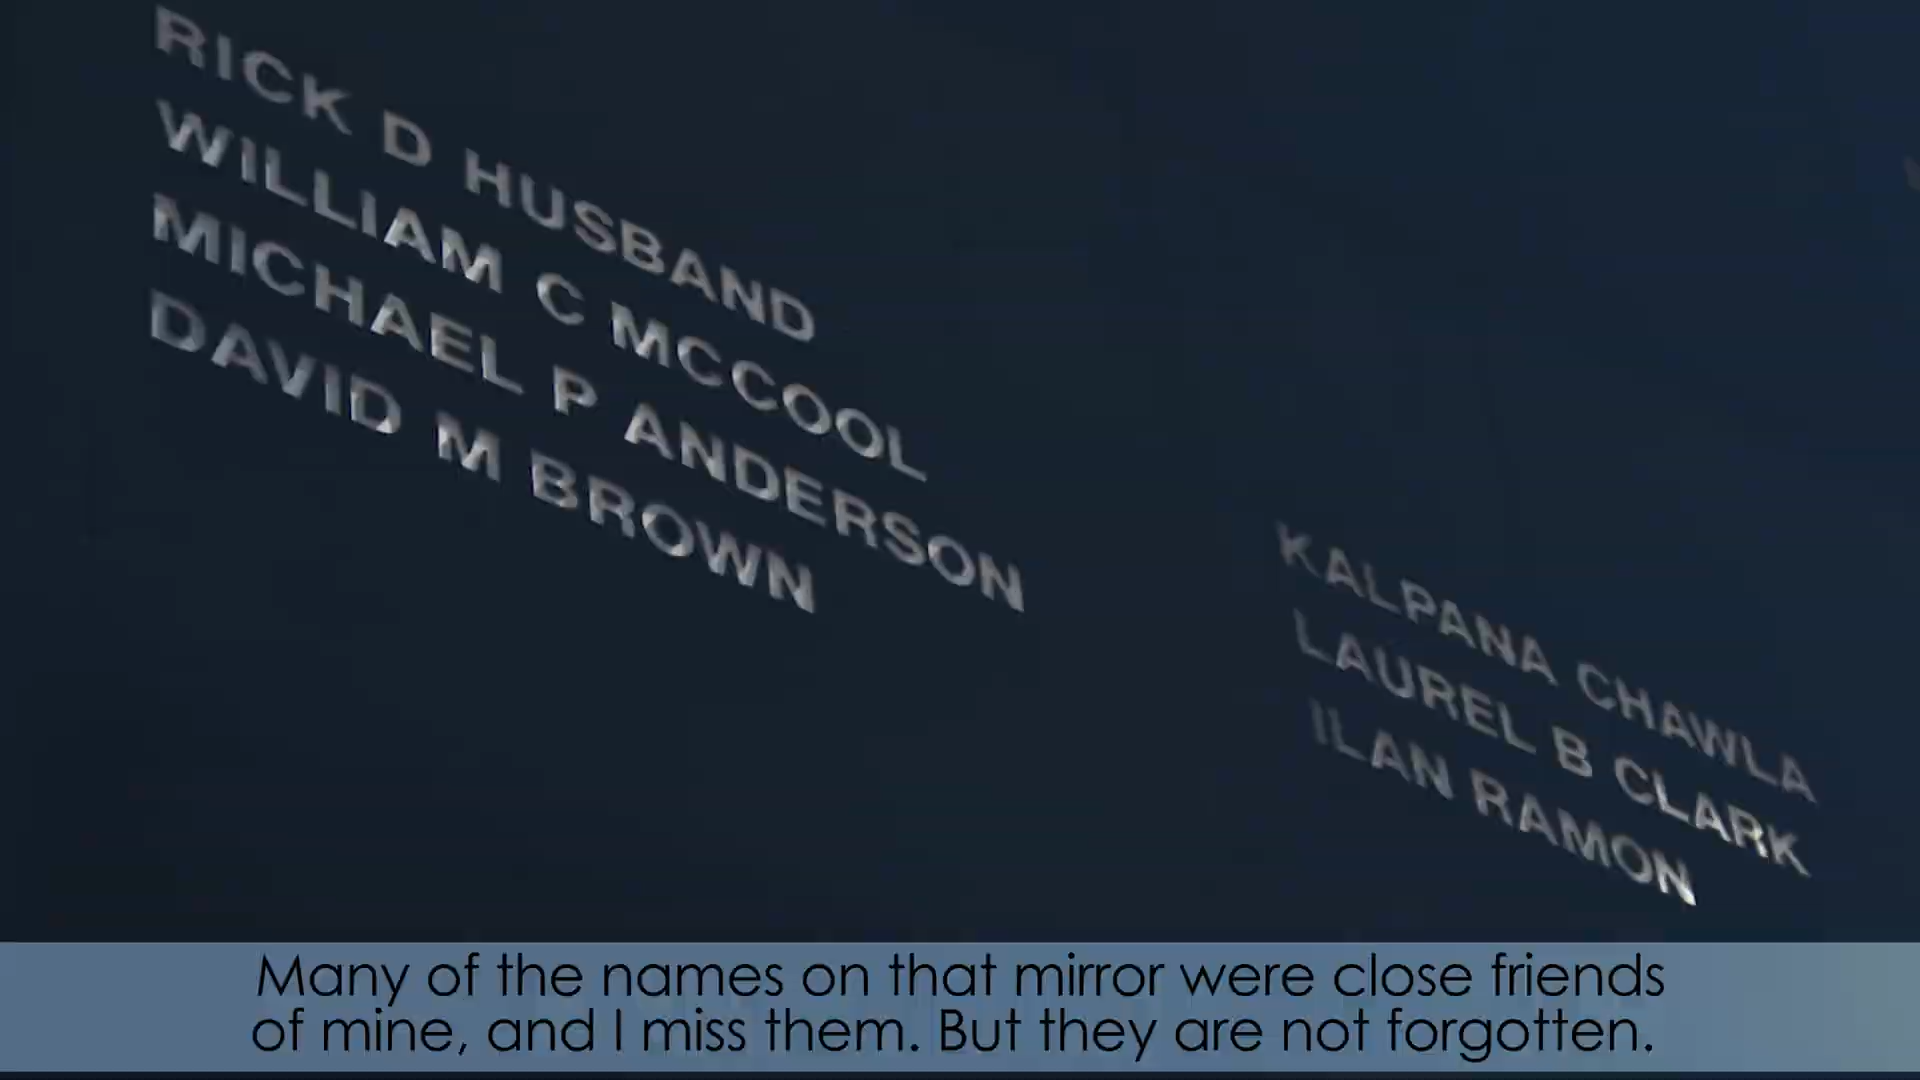 RICK D HUSBAND
WILLIAM C MCCOOL
MICHAEL P ANDERSON
DAVID M BROWN
KALPANA CHAWLA
LAUREL B CLARK
ILAN RAMON
Many of the names on that mirror were close friends
of mine, and I miss them. But they are not forgotten.